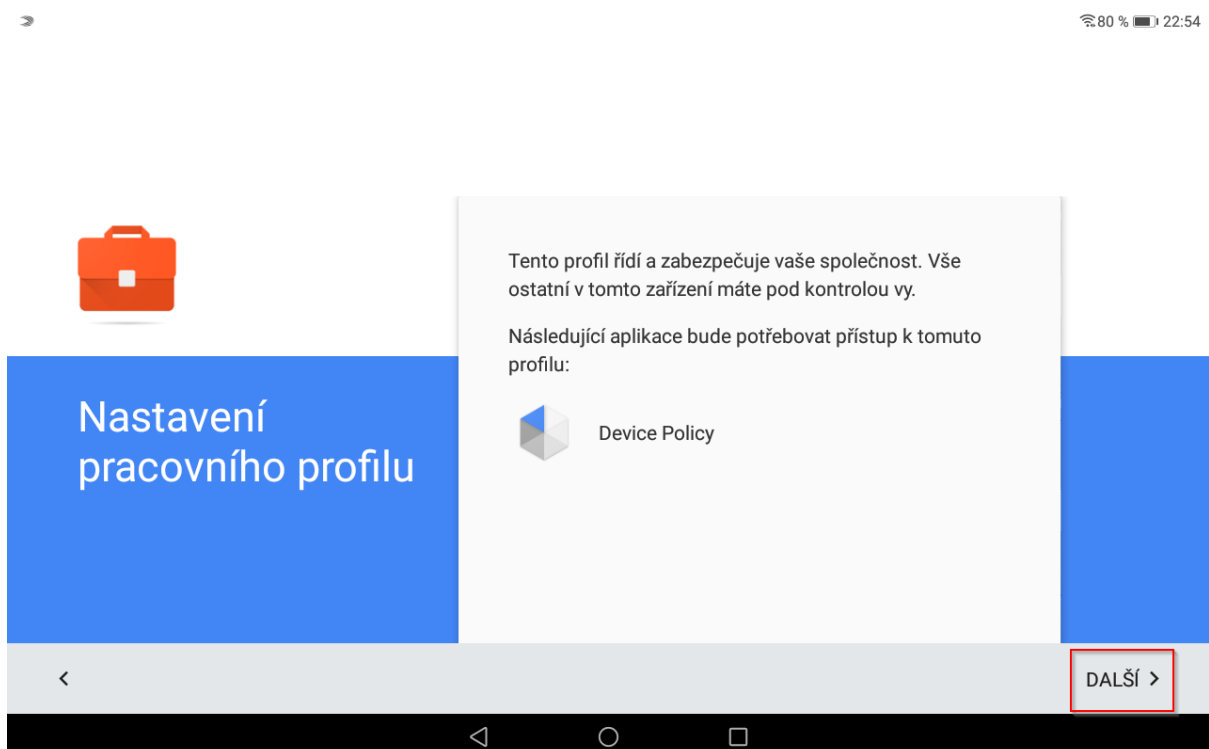 80 % 22:54
Tento profil řídí a zabezpečuje vaše společnost. Vše
ostatní v tomto zařízení máte pod kontrolou vy.
Následující aplikace bude potřebovat přístup k tomuto
profilu:
Device Policy
Nastavení
pracovního profilu
DALŠÍ